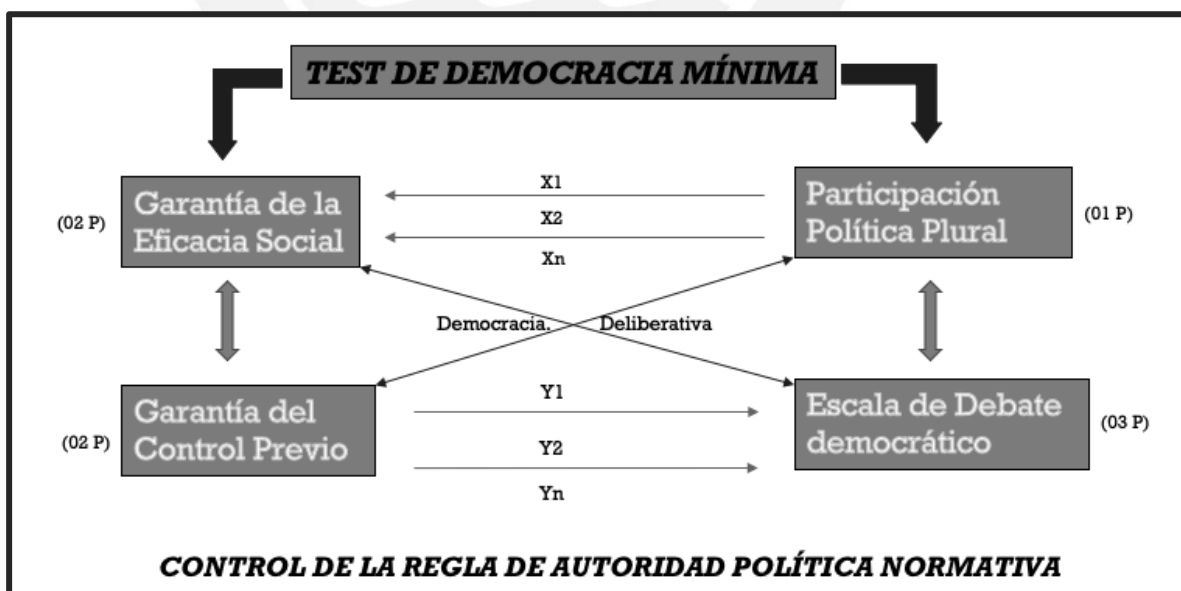 TEST DE DEMOCRACIA MÍNIMA
(02 P)
Garantía de la
Eficacia Social
X1
X2
Xn
Participación
Política Plural
(01 P)
Democracía.
Deliberativa
(02 P)
Garantía del
Control Previo
Y1
Y2
Yn
Escala de Debate
democrático
(03 P)
CONTROL DE LA REGLA DE AUTORIDAD POLÍTICA NORMATIVA